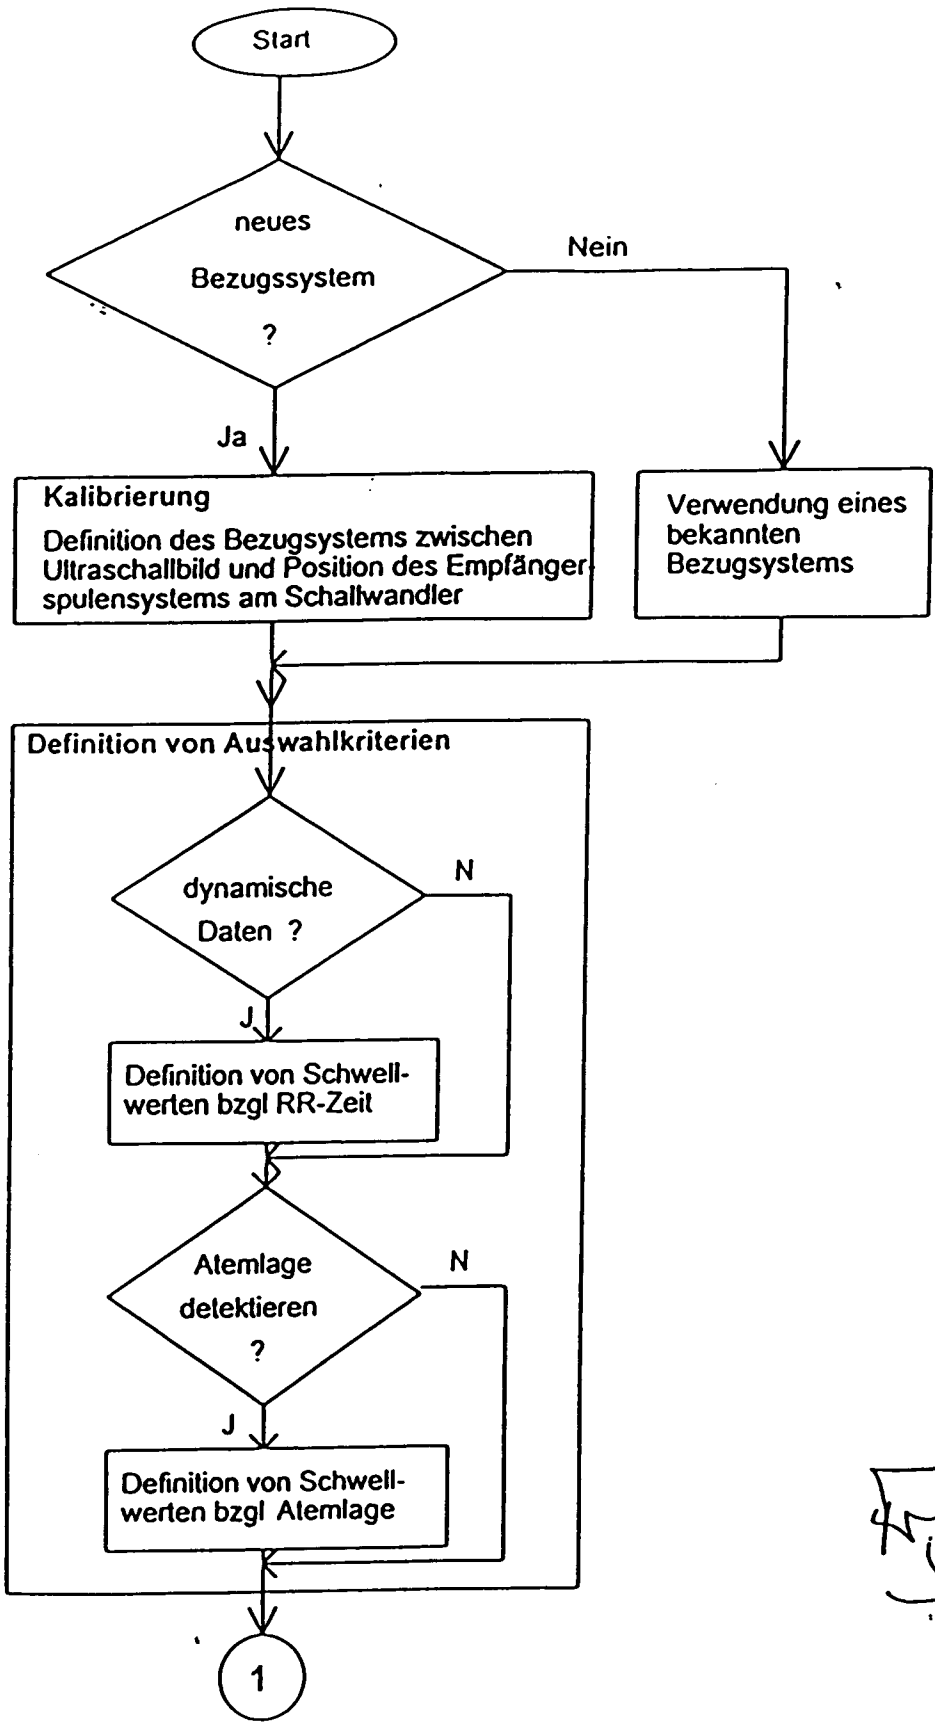 Start
neues
Bezugssystem
?
Nein
Ja
Kalibrierung
Definition des Bezugsystems zwischen
Ultraschallbild und Position des Empfänger
spulensystems am Schallwandler
Verwendung eines
bekannten
Bezugsystems
Definition von Auswahlkriterien
dynamische
Daten ?
N
J
Definition von Schwell-
werten bzgl RR-Zeit
Atemlage
detektieren
?
N
J
Definition von Schwell-
werten bzgl Atemlage
1